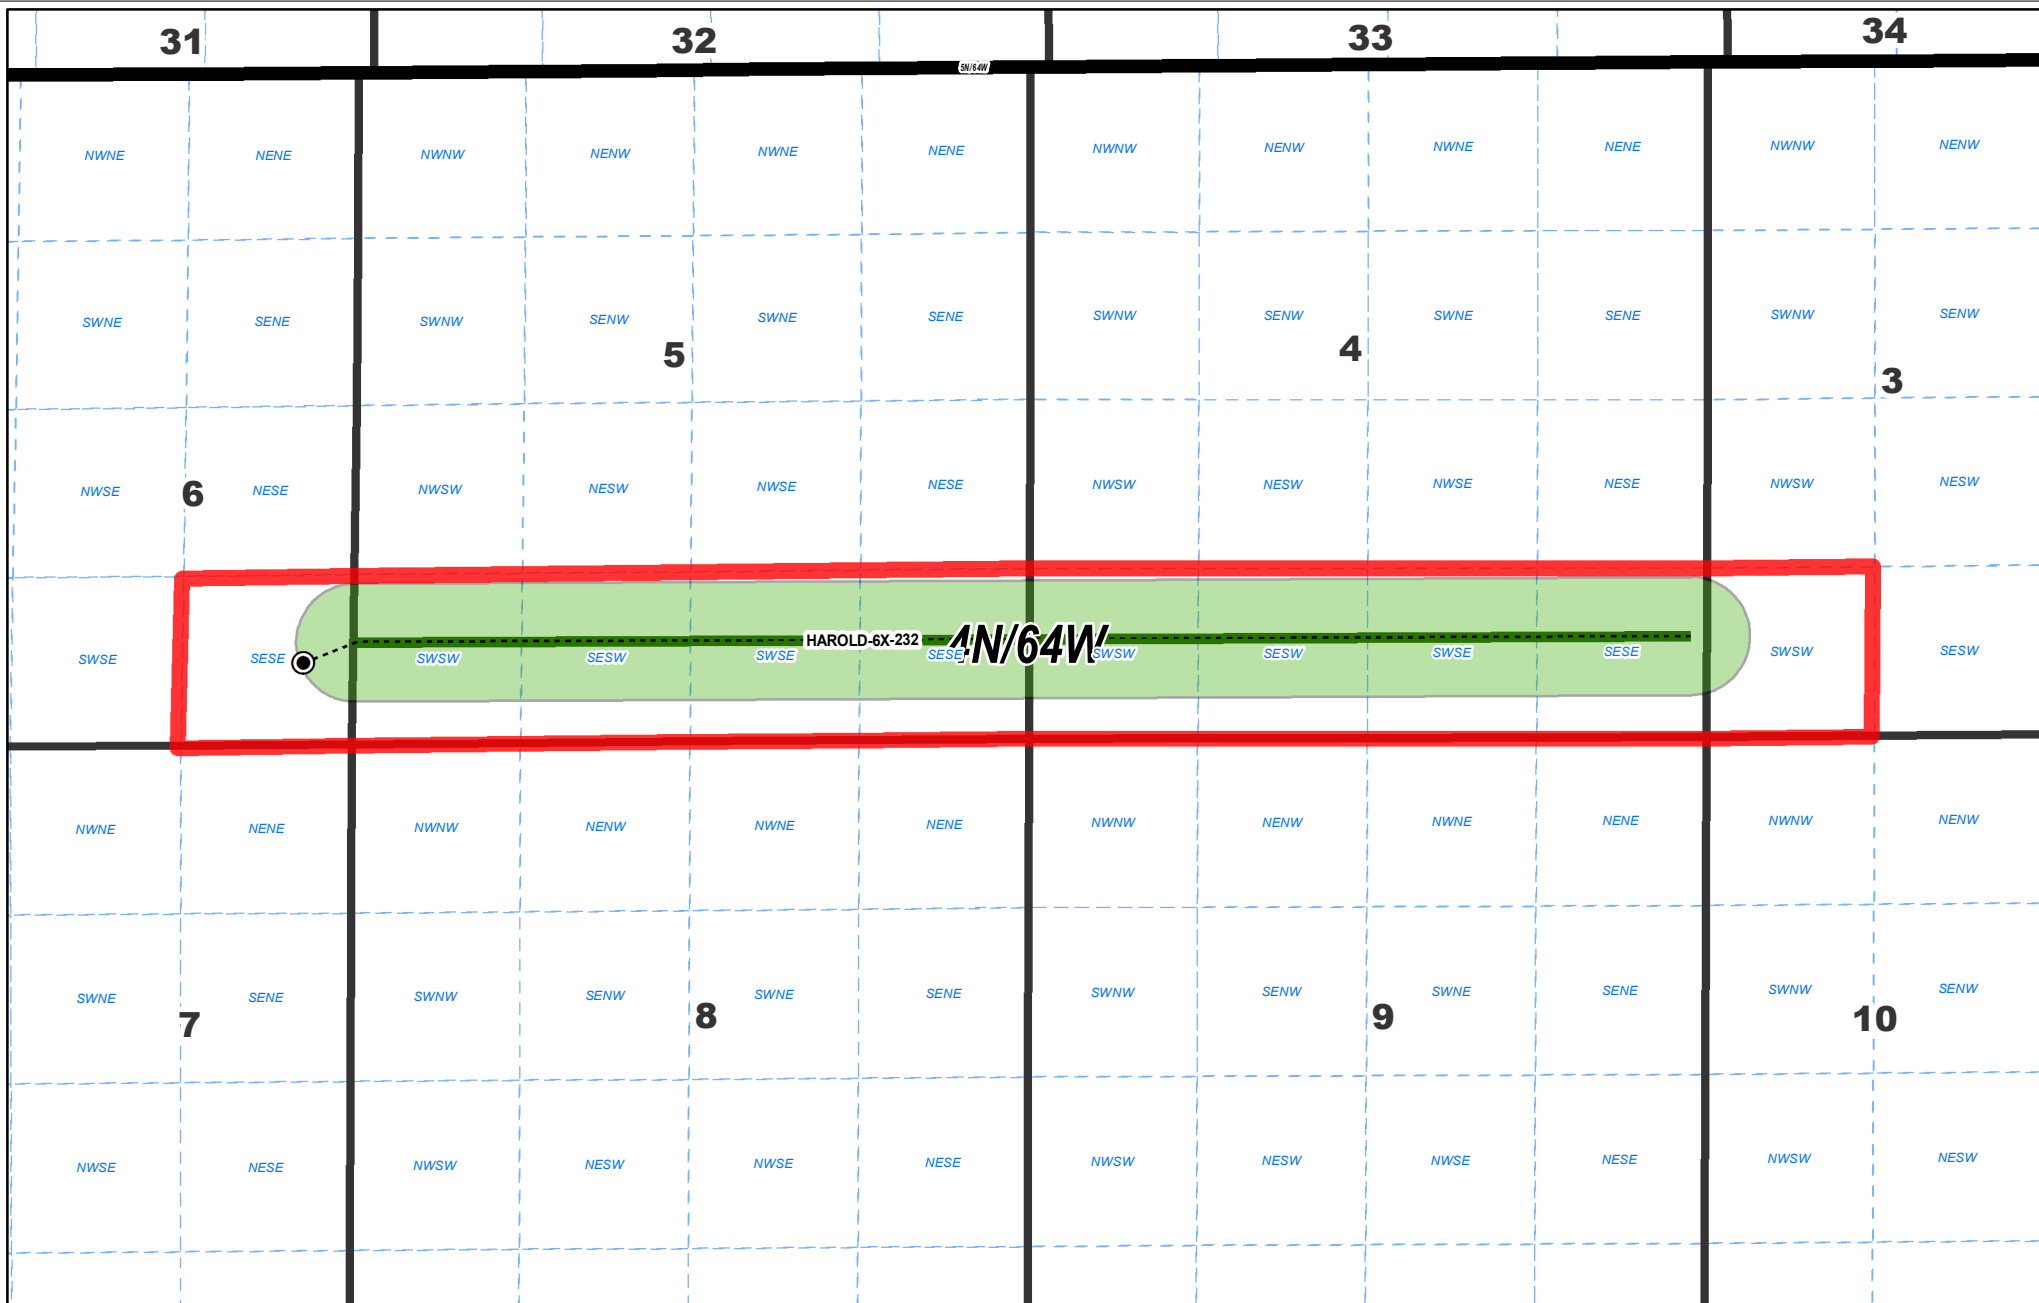 31 32 33 34
5N/64W
NWNE NENE NWNW NENW NWNE NENE NWNW NENW NWNE NENE NWNW NENW
SWNE SENE SWNW SENW SWNE SENE SWNW SENW SWNE SENE SWNW SENW
5 4 3
NWSE NESE NWSW NESW NWSE NESE NWSW NESW NWSE NESE NWSW NESW
6
HAROLD-6X-232 4N/64W
SWSE SESE SWSW SESW SWSE SESE SWSW SESW SWSE SESE SWSW SESW
NWNE NENE NWNW NENW NWNE NENE NWNW NENW NWNE NENE NWNW NENW
SWNE SENE SWNW SENW SWNE SENE SWNW SENW SWNE SENE SWNW SENW
7 8 9 10
NWSE NESE NWSW NESW NWSE NESE NWSW NESW NWSE NESE NWSW NESW